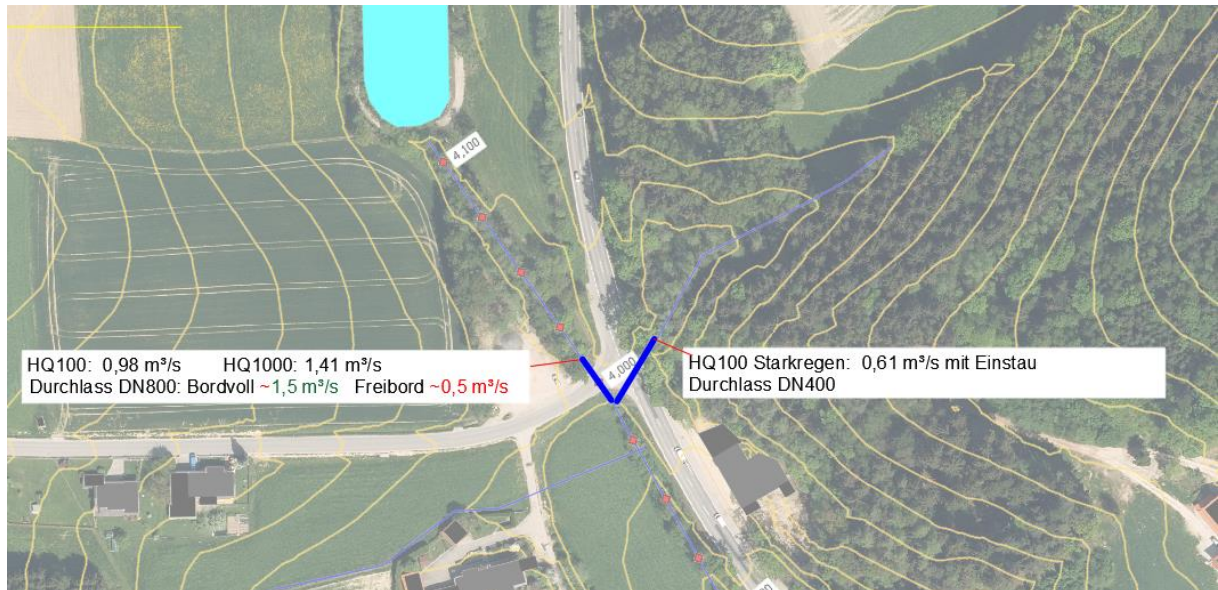 4,100
HQ100: 0,98 m³/s HQ1000: 1,41 m³/s
Durchlass DN800: Bordvoll ~1,5 m³/s Freibord ~0,5 m³/s
4,000
HQ100 Starkregen: 0,61 m³/s mit Einstau
Durchlass DN400